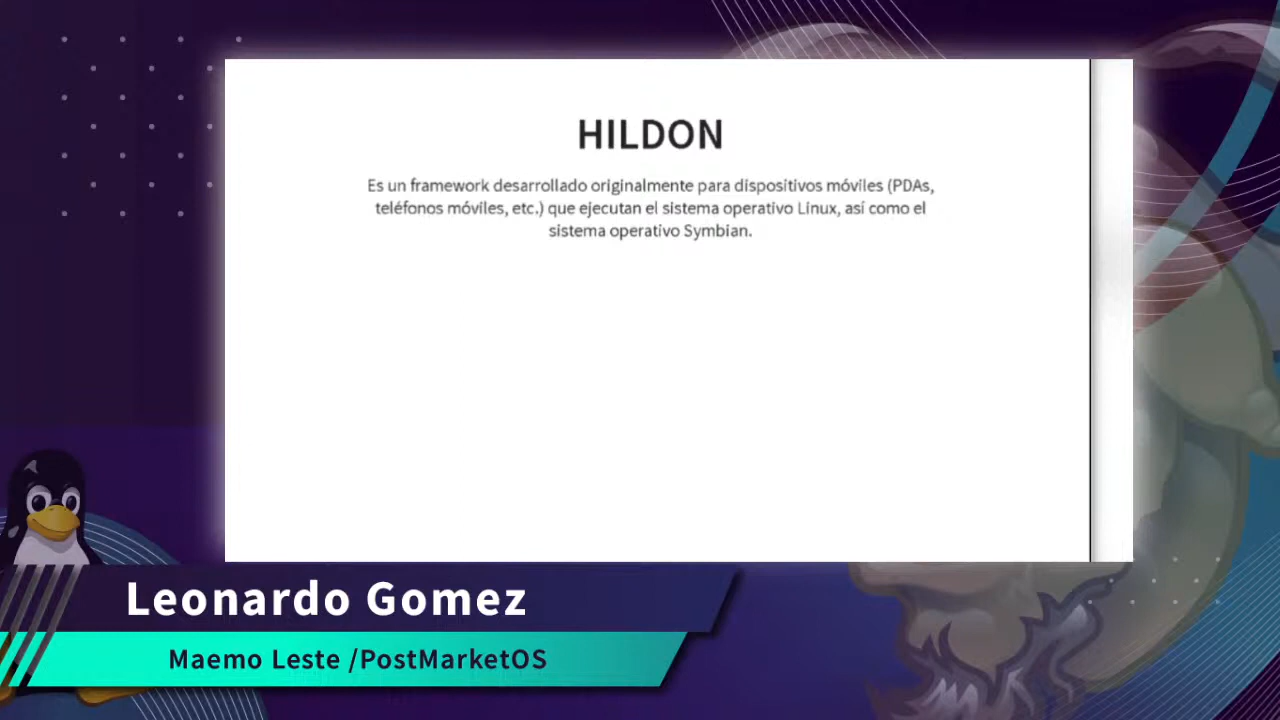 HILDON
Es un framework desarrollado originalmente para dispositivos móviles (PDAs,
teléfonos móviles, etc.) que ejecutan el sistema operativo Linux, así como el
sistema operativo Symbian.
Leonardo Gomez
Maemo Leste /PostMarketOS